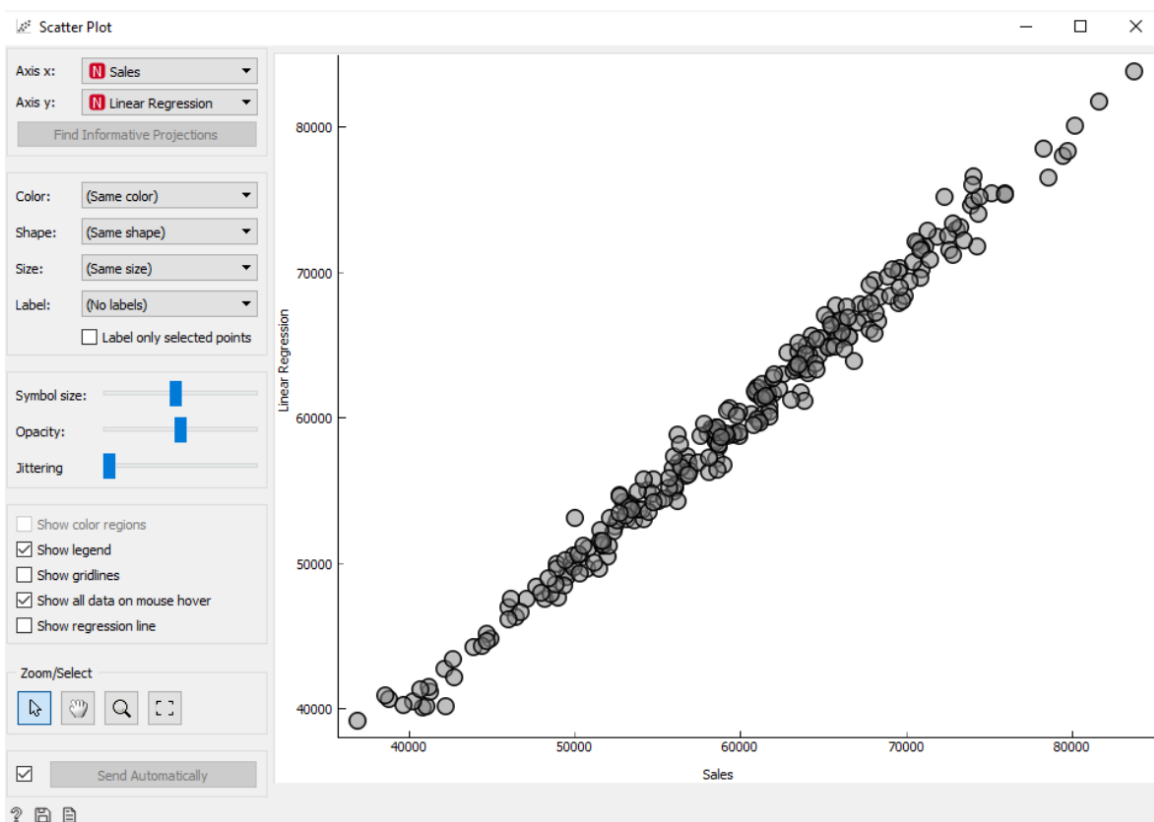 Scatter Plot
Axis x: N Sales
Axis y: N Linear Regression
Find Informative Projections
Color: (Same color)
Shape: (Same shape)
Size: (Same size)
Label: (No labels)
Label only selected points
Symbol size:
Opacity:
Jittering
Show color regions
Show legend
Show gridlines
Show all data on mouse hover
Show regression line
Zoom/Select
Send Automatically
?
Linear Regression
80000
70000
60000
50000
40000
40000 50000 60000 70000 80000
Sales